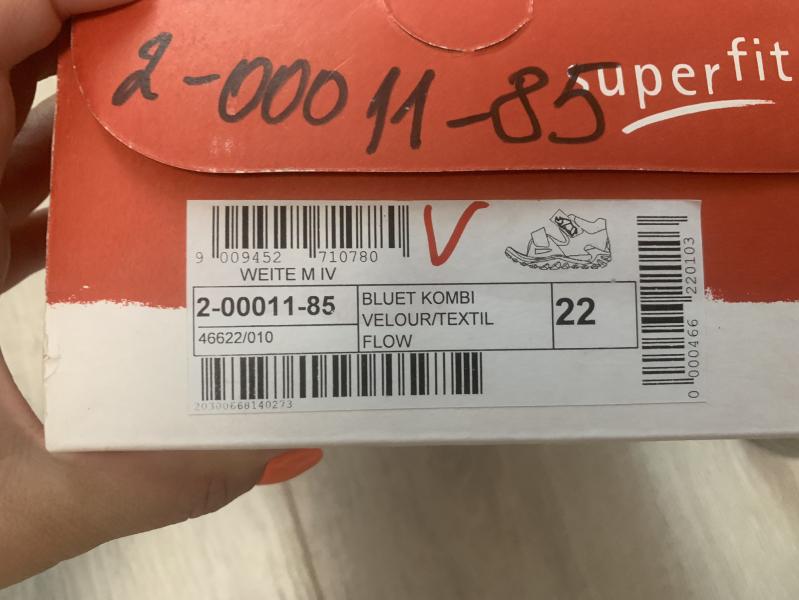 2-00011-85
superfit
9 009452 710780
V
WEITE M IV
2-00011-85
46622/010
BLUET KOMBI
VELOUR/TEXTIL
FLOW
22
20300668140273
0 000466 220103